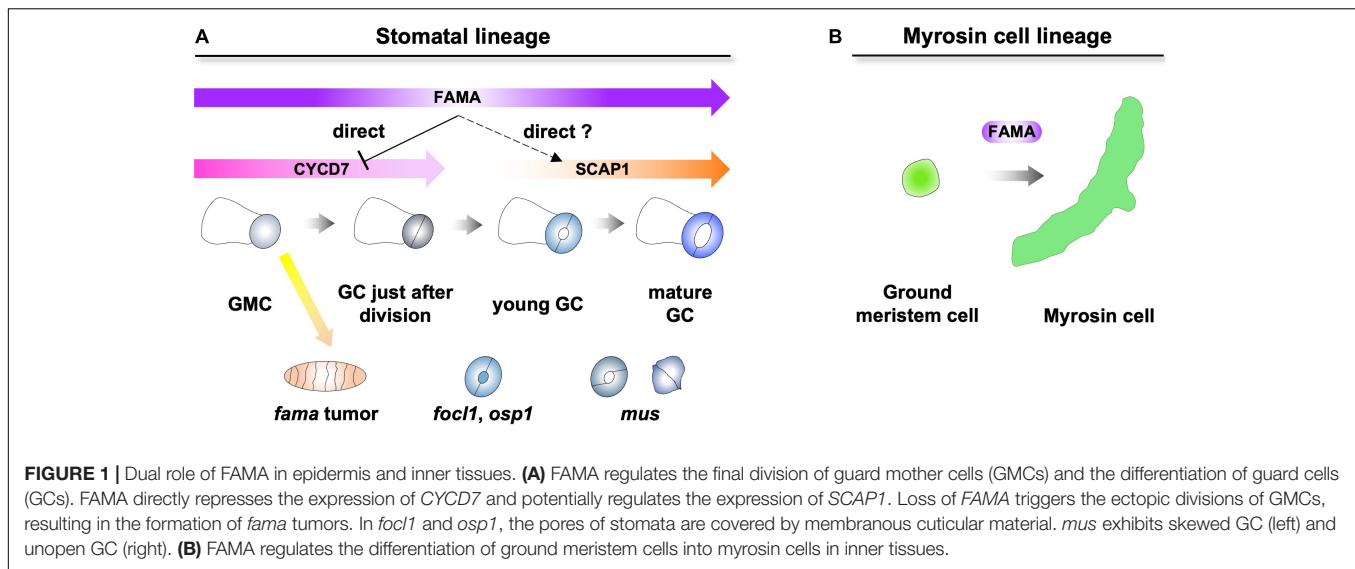 A Stomatal lineage
B Myrosin cell lineage
FAMA
direct
direct ?
CYCD7
SCAP1
GMC
GC just after
division
young GC
mature
GC
fama tumor
focl1, osp1
mus
FAMA
Ground
meristem cell
Myrosin cell
FIGURE 1 | Dual role of FAMA in epidermis and inner tissues. (A) FAMA regulates the final division of guard mother cells (GMCs) and the differentiation of guard cells
(GCs). FAMA directly represses the expression of CYCD7 and potentially regulates the expression of SCAP1. Loss of FAMA triggers the ectopic divisions of GMCs,
resulting in the formation of fama tumors. In focl1 and osp1, the pores of stomata are covered by membranous cuticular material. mus exhibits skewed GC (left) and
unopen GC (right). (B) FAMA regulates the differentiation of ground meristem cells into myrosin cells in inner tissues.